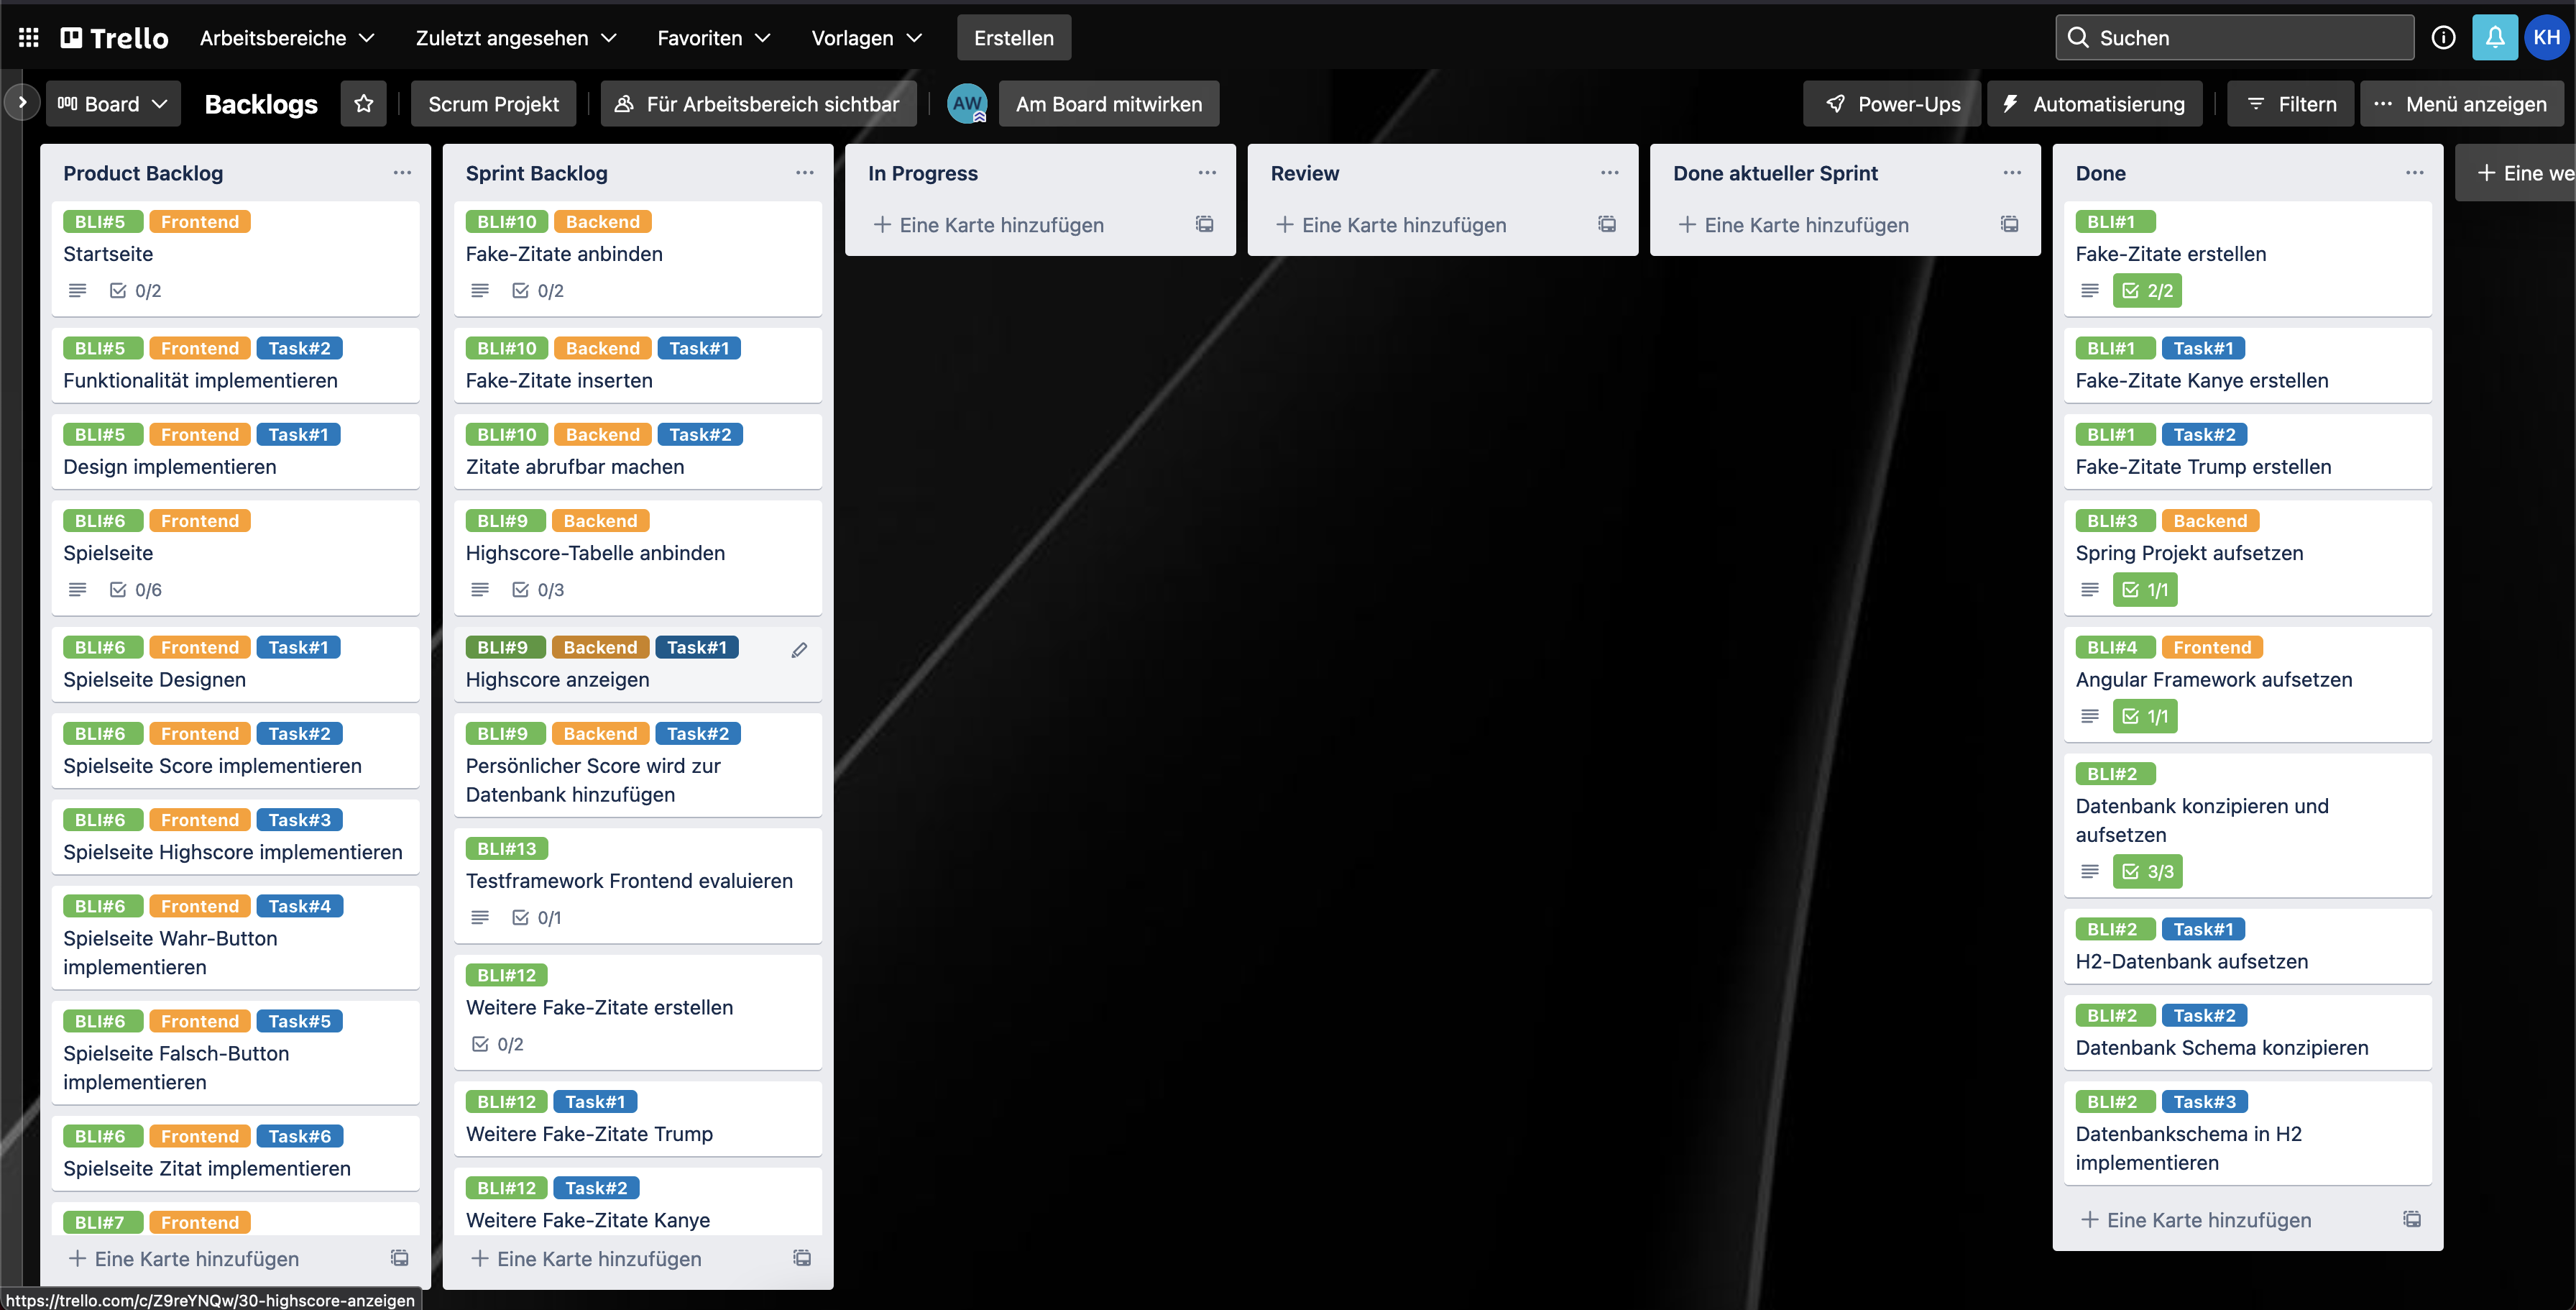 Trello Arbeitsbereiche Zuletzt angesehen Favoriten Vorlagen Erstellen Suchen KH
Board Backlogs Scrum Projekt Für Arbeitsbereich sichtbar AW Am Board mitwirken Power-Ups Automatisierung Filtern Menü anzeigen
Product Backlog
BLI#5 Frontend
Startseite
0/2
BLI#5 Frontend Task#2
Funktionalität implementieren
BLI#5 Frontend Task#1
Design implementieren
BLI#6 Frontend
Spielseite
0/6
BLI#6 Frontend Task#1
Spielseite Designen
BLI#6 Frontend Task#2
Spielseite Score implementieren
BLI#6 Frontend Task#3
Spielseite Highscore implementieren
BLI#6 Frontend Task#4
Spielseite Wahr-Button
implementieren
BLI#6 Frontend Task#5
Spielseite Falsch-Button
implementieren
BLI#6 Frontend Task#6
Spielseite Zitat implementieren
BLI#7 Frontend
+ Eine Karte hinzufügen
Sprint Backlog
BLI#10 Backend
Fake-Zitate anbinden
0/2
BLI#10 Backend Task#1
Fake-Zitate inserten
BLI#10 Backend Task#2
Zitate abrufbar machen
BLI#9 Backend
Highscore-Tabelle anbinden
0/3
BLI#9 Backend Task#1
Highscore anzeigen
BLI#9 Backend Task#2
Persönlicher Score wird zur
Datenbank hinzufügen
BLI#13
Testframework Frontend evaluieren
0/1
BLI#12
Weitere Fake-Zitate erstellen
0/2
BLI#12 Task#1
Weitere Fake-Zitate Trump
BLI#12 Task#2
Weitere Fake-Zitate Kanye
+ Eine Karte hinzufügen
In Progress
+ Eine Karte hinzufügen
Review
+ Eine Karte hinzufügen
Done aktueller Sprint
+ Eine Karte hinzufügen
Done
BLI#1
Fake-Zitate erstellen
2/2
BLI#1 Task#1
Fake-Zitate Kanye erstellen
BLI#1 Task#2
Fake-Zitate Trump erstellen
BLI#3 Backend
Spring Projekt aufsetzen
1/1
BLI#4 Frontend
Angular Framework aufsetzen
1/1
BLI#2
Datenbank konzipieren und
aufsetzen
3/3
BLI#2 Task#1
H2-Datenbank aufsetzen
BLI#2 Task#2
Datenbank Schema konzipieren
BLI#2 Task#3
Datenbankschema in H2
implementieren
+ Eine Karte hinzufügen
+ Eine we
https://trello.com/c/Z9reYNQw/30-highscore-anzeigen